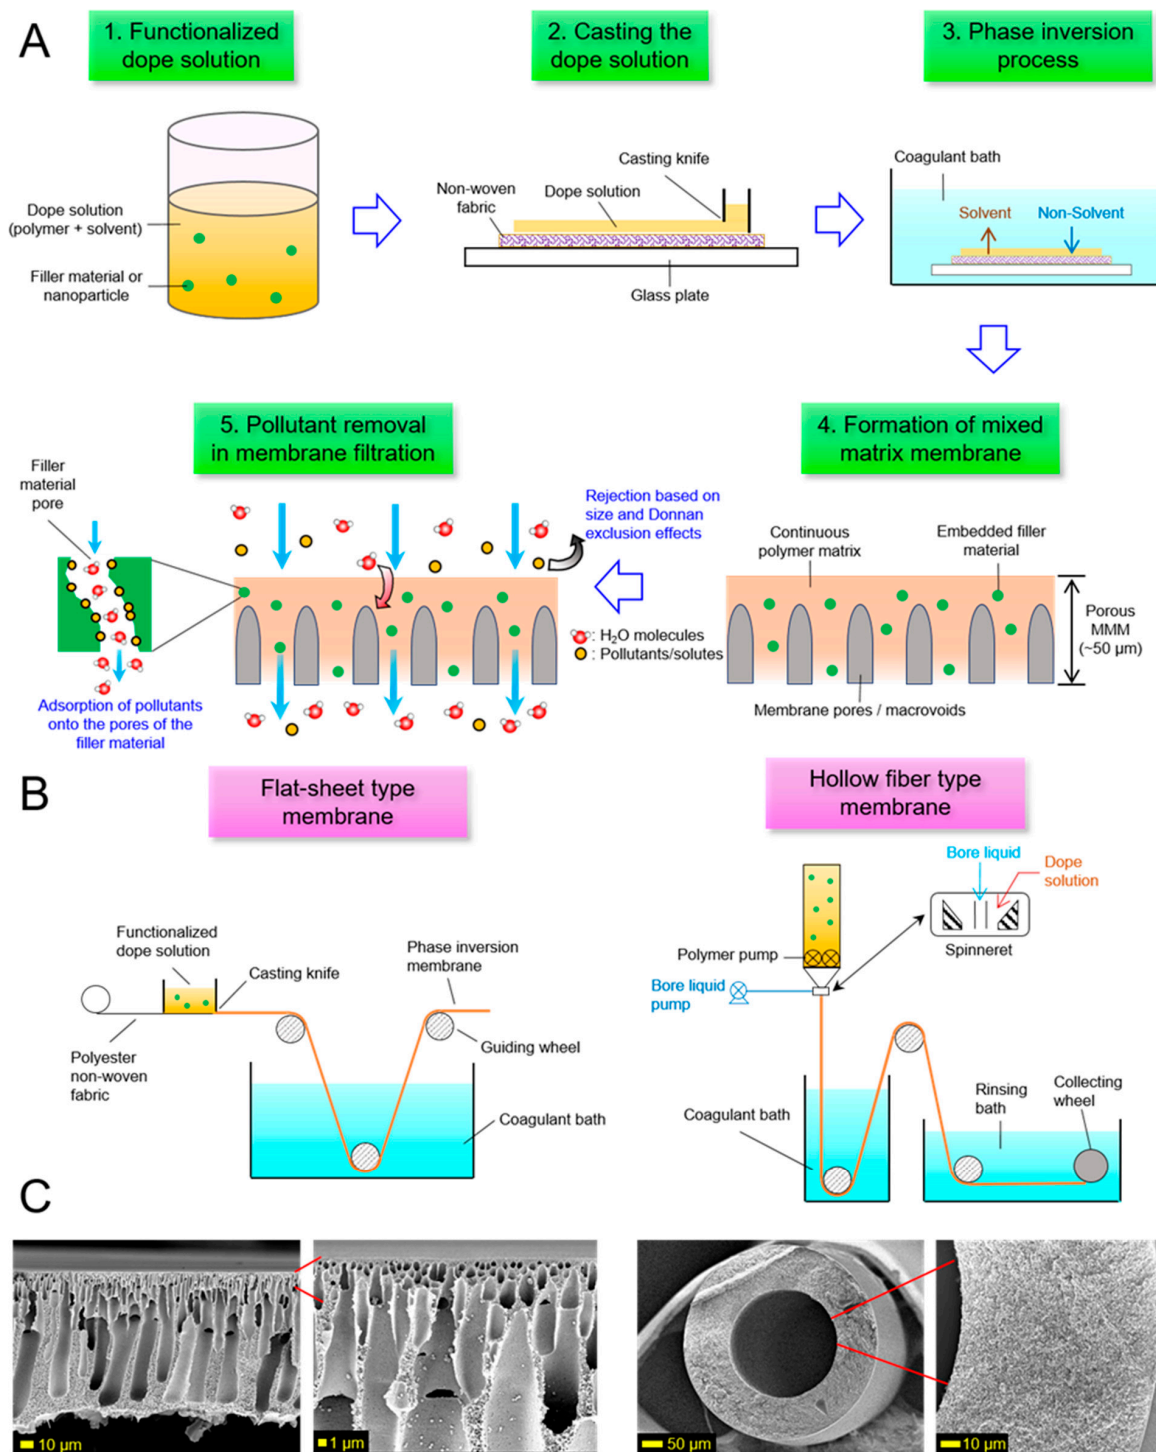 A
1. Functionalized
dope solution
2. Casting the
dope solution
3. Phase inversion
process
Dope solution
(polymer + solvent)
Filler material or
nanoparticle
Non-woven
fabric
Dope solution
Casting knife
Glass plate
Coagulant bath
Solvent
Non-Solvent
5. Pollutant removal
in membrane filtration
4. Formation of mixed
matrix membrane
Filler
material
pore
Rejection based on
size and Donnan
exclusion effects
: H₂O molecules
: Pollutants/solutes
Adsorption of pollutants
onto the pores of the
filler material
Continuous
polymer matrix
Embedded filler
material
Porous
MMM
(~50 μm)
Membrane pores / macrovoids
B
Flat-sheet type
membrane
Hollow fiber type
membrane
Functionalized
dope solution
Casting knife
Phase inversion
membrane
Polyester
non-woven
fabric
Guiding wheel
Coagulant bath
Bore liquid
Dope
solution
Spinneret
Polymer pump
Bore liquid
pump
Coagulant bath
Rinsing
bath
Collecting
wheel
C
10 μm
1 μm
50 μm
10 μm